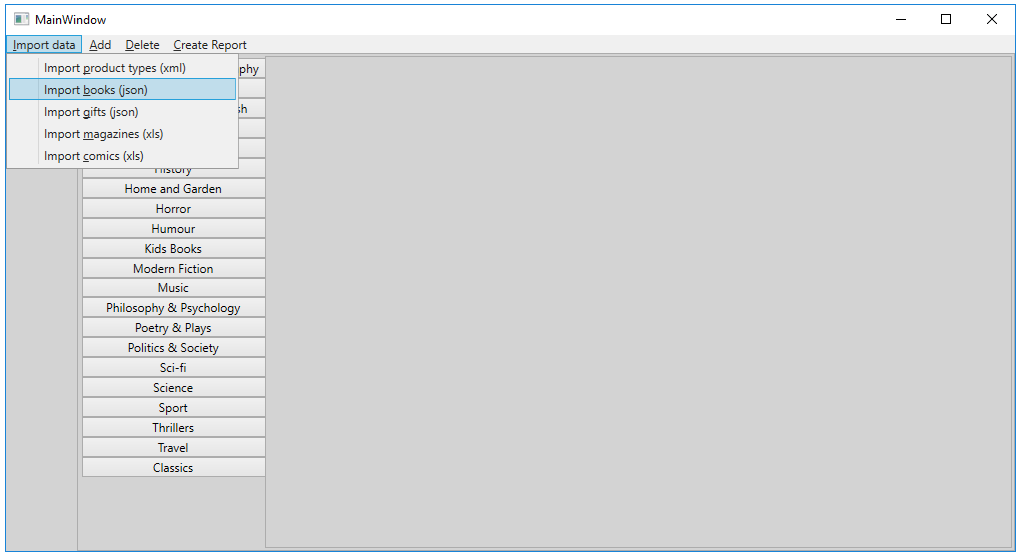 MainWindow
Import data Add Delete Create Report
Import product types (xml)
Import books (json)
Import gifts (json)
Import magazines (xls)
Import comics (xls)
History
Home and Garden
Horror
Humour
Kids Books
Modern Fiction
Music
Philosophy & Psychology
Poetry & Plays
Politics & Society
Sci-fi
Science
Sport
Thrillers
Travel
Classics